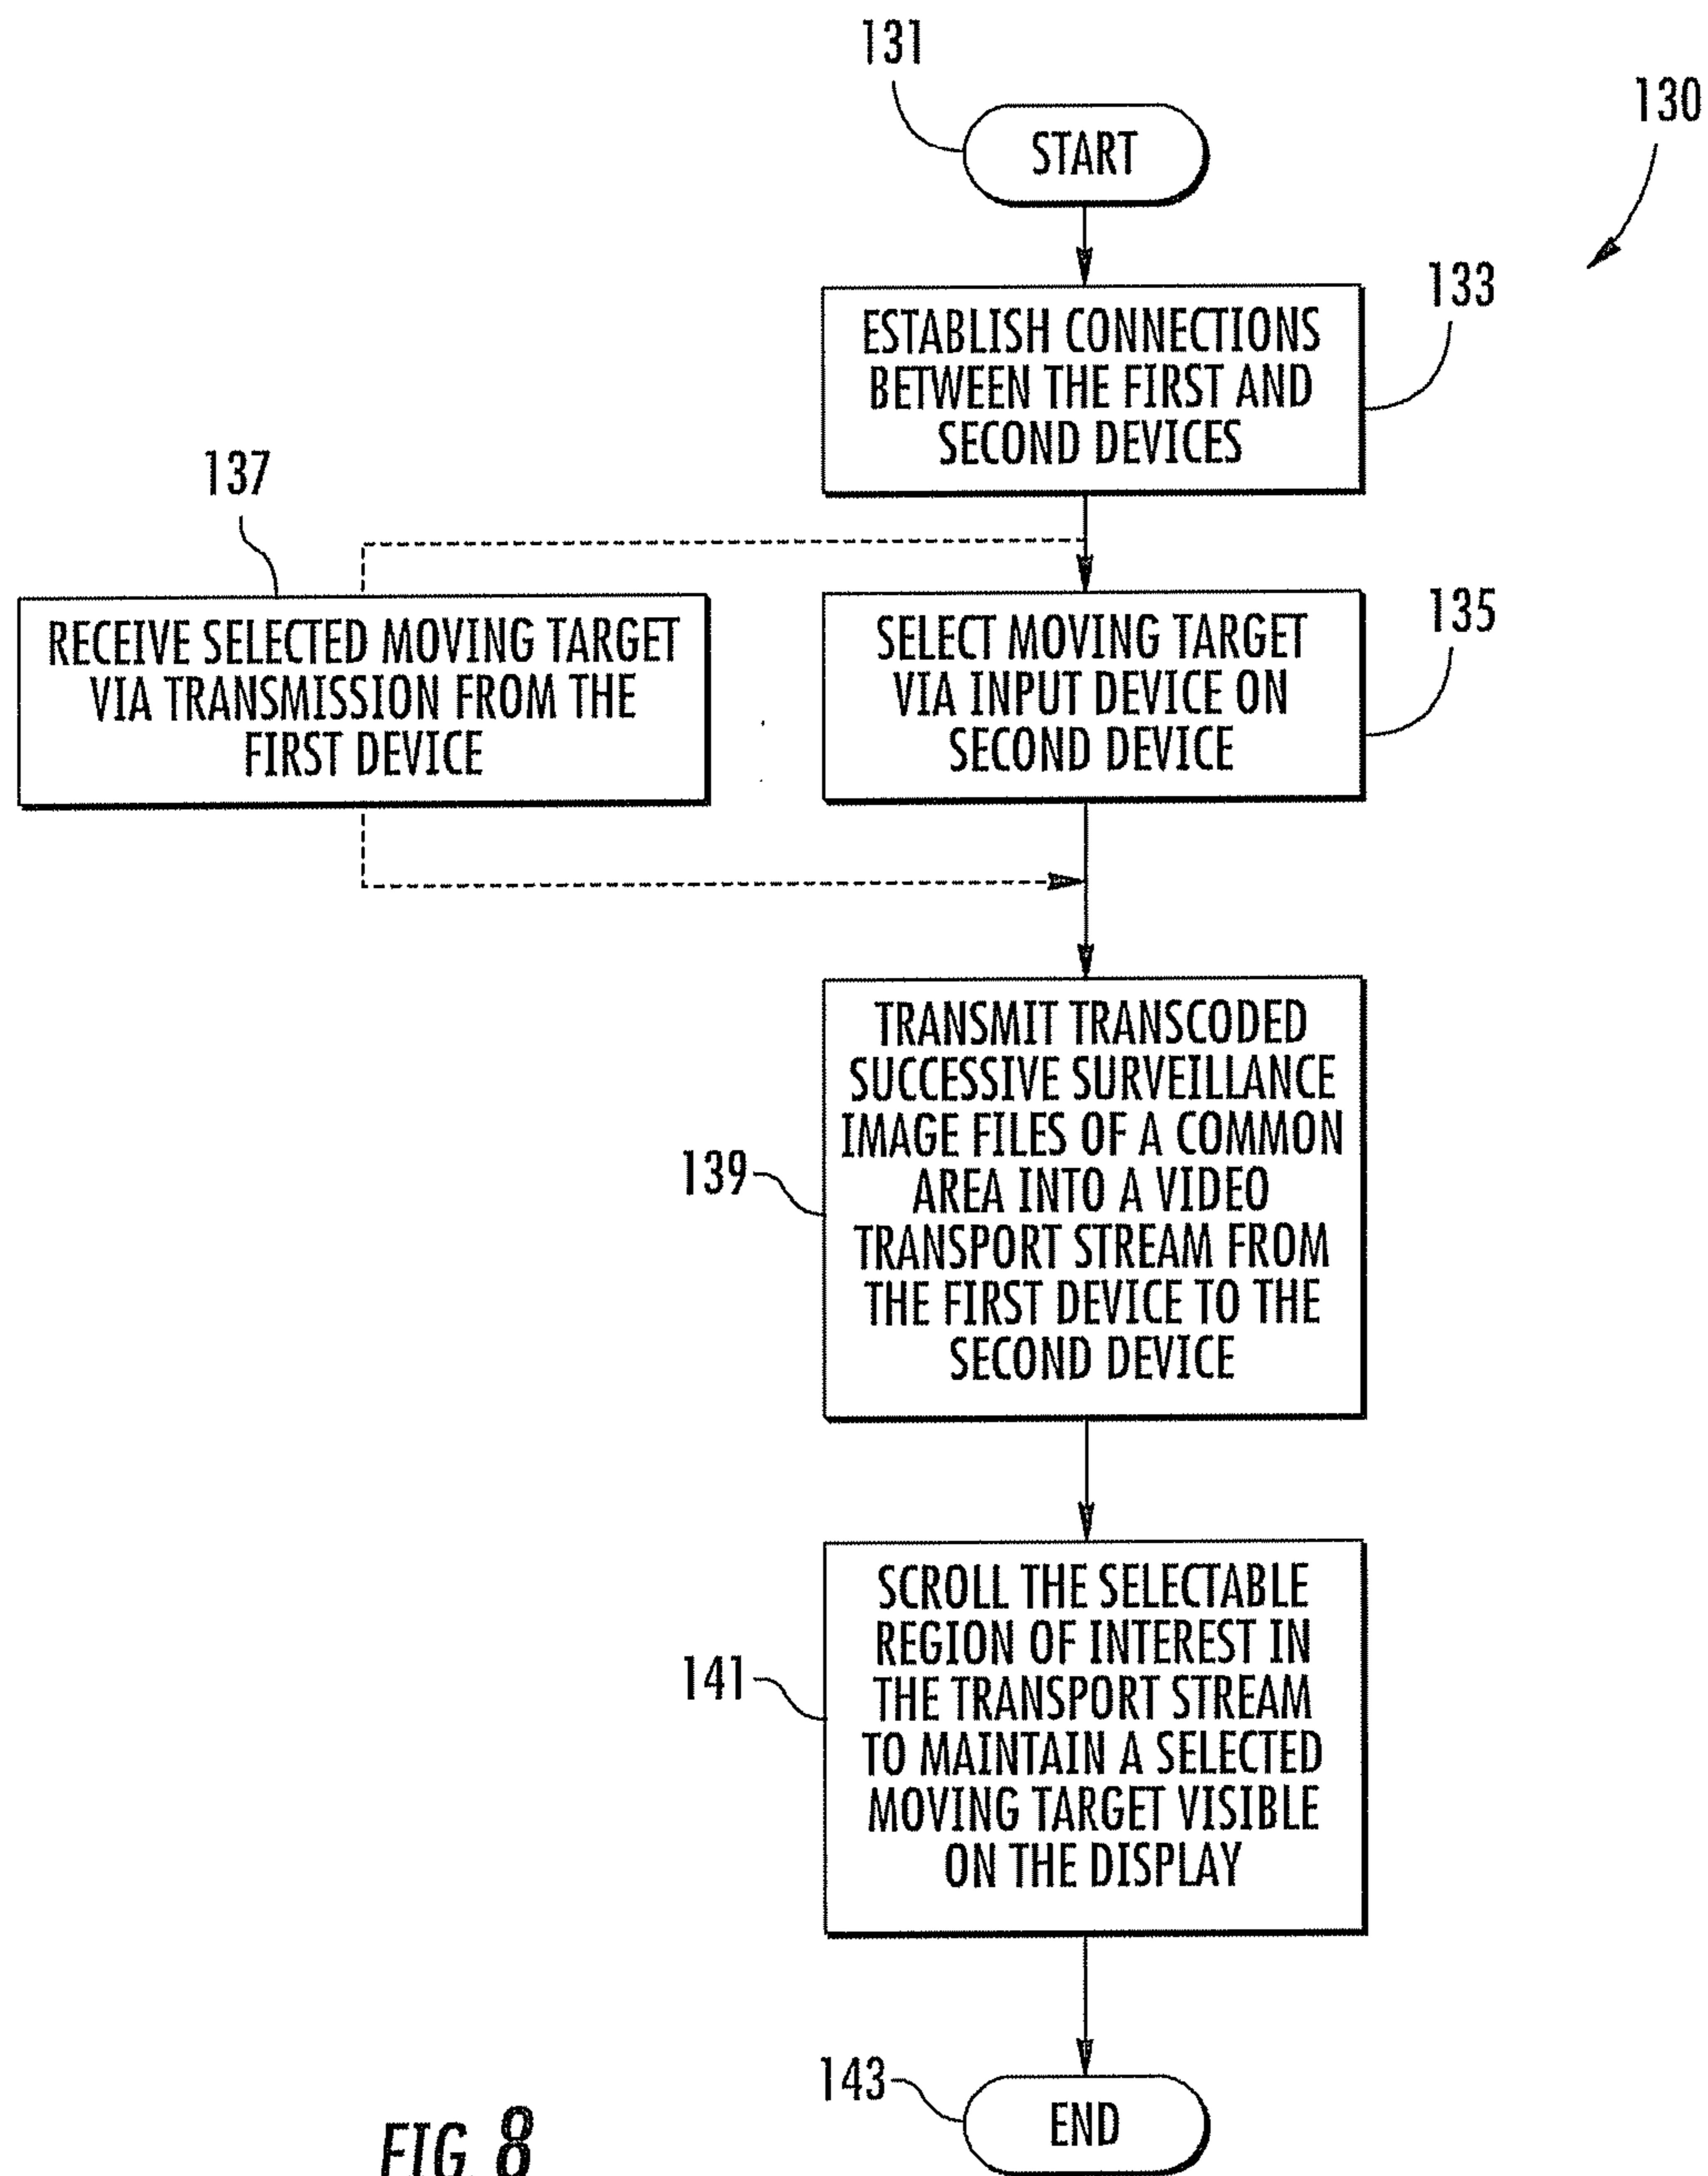 131
130
START
133
ESTABLISH CONNECTIONS
BETWEEN THE FIRST AND
SECOND DEVICES
137
RECEIVE SELECTED MOVING TARGET
VIA TRANSMISSION FROM THE
FIRST DEVICE
135
SELECT MOVING TARGET
VIA INPUT DEVICE ON
SECOND DEVICE
139
TRANSMIT TRANSCODED
SUCCESSIVE SURVEILLANCE
IMAGE FILES OF A COMMON
AREA INTO A VIDEO
TRANSPORT STREAM FROM
THE FIRST DEVICE TO THE
SECOND DEVICE
141
SCROLL THE SELECTABLE
REGION OF INTEREST IN
THE TRANSPORT STREAM
TO MAINTAIN A SELECTED
MOVING TARGET VISIBLE
ON THE DISPLAY
143
END
FIG. 8